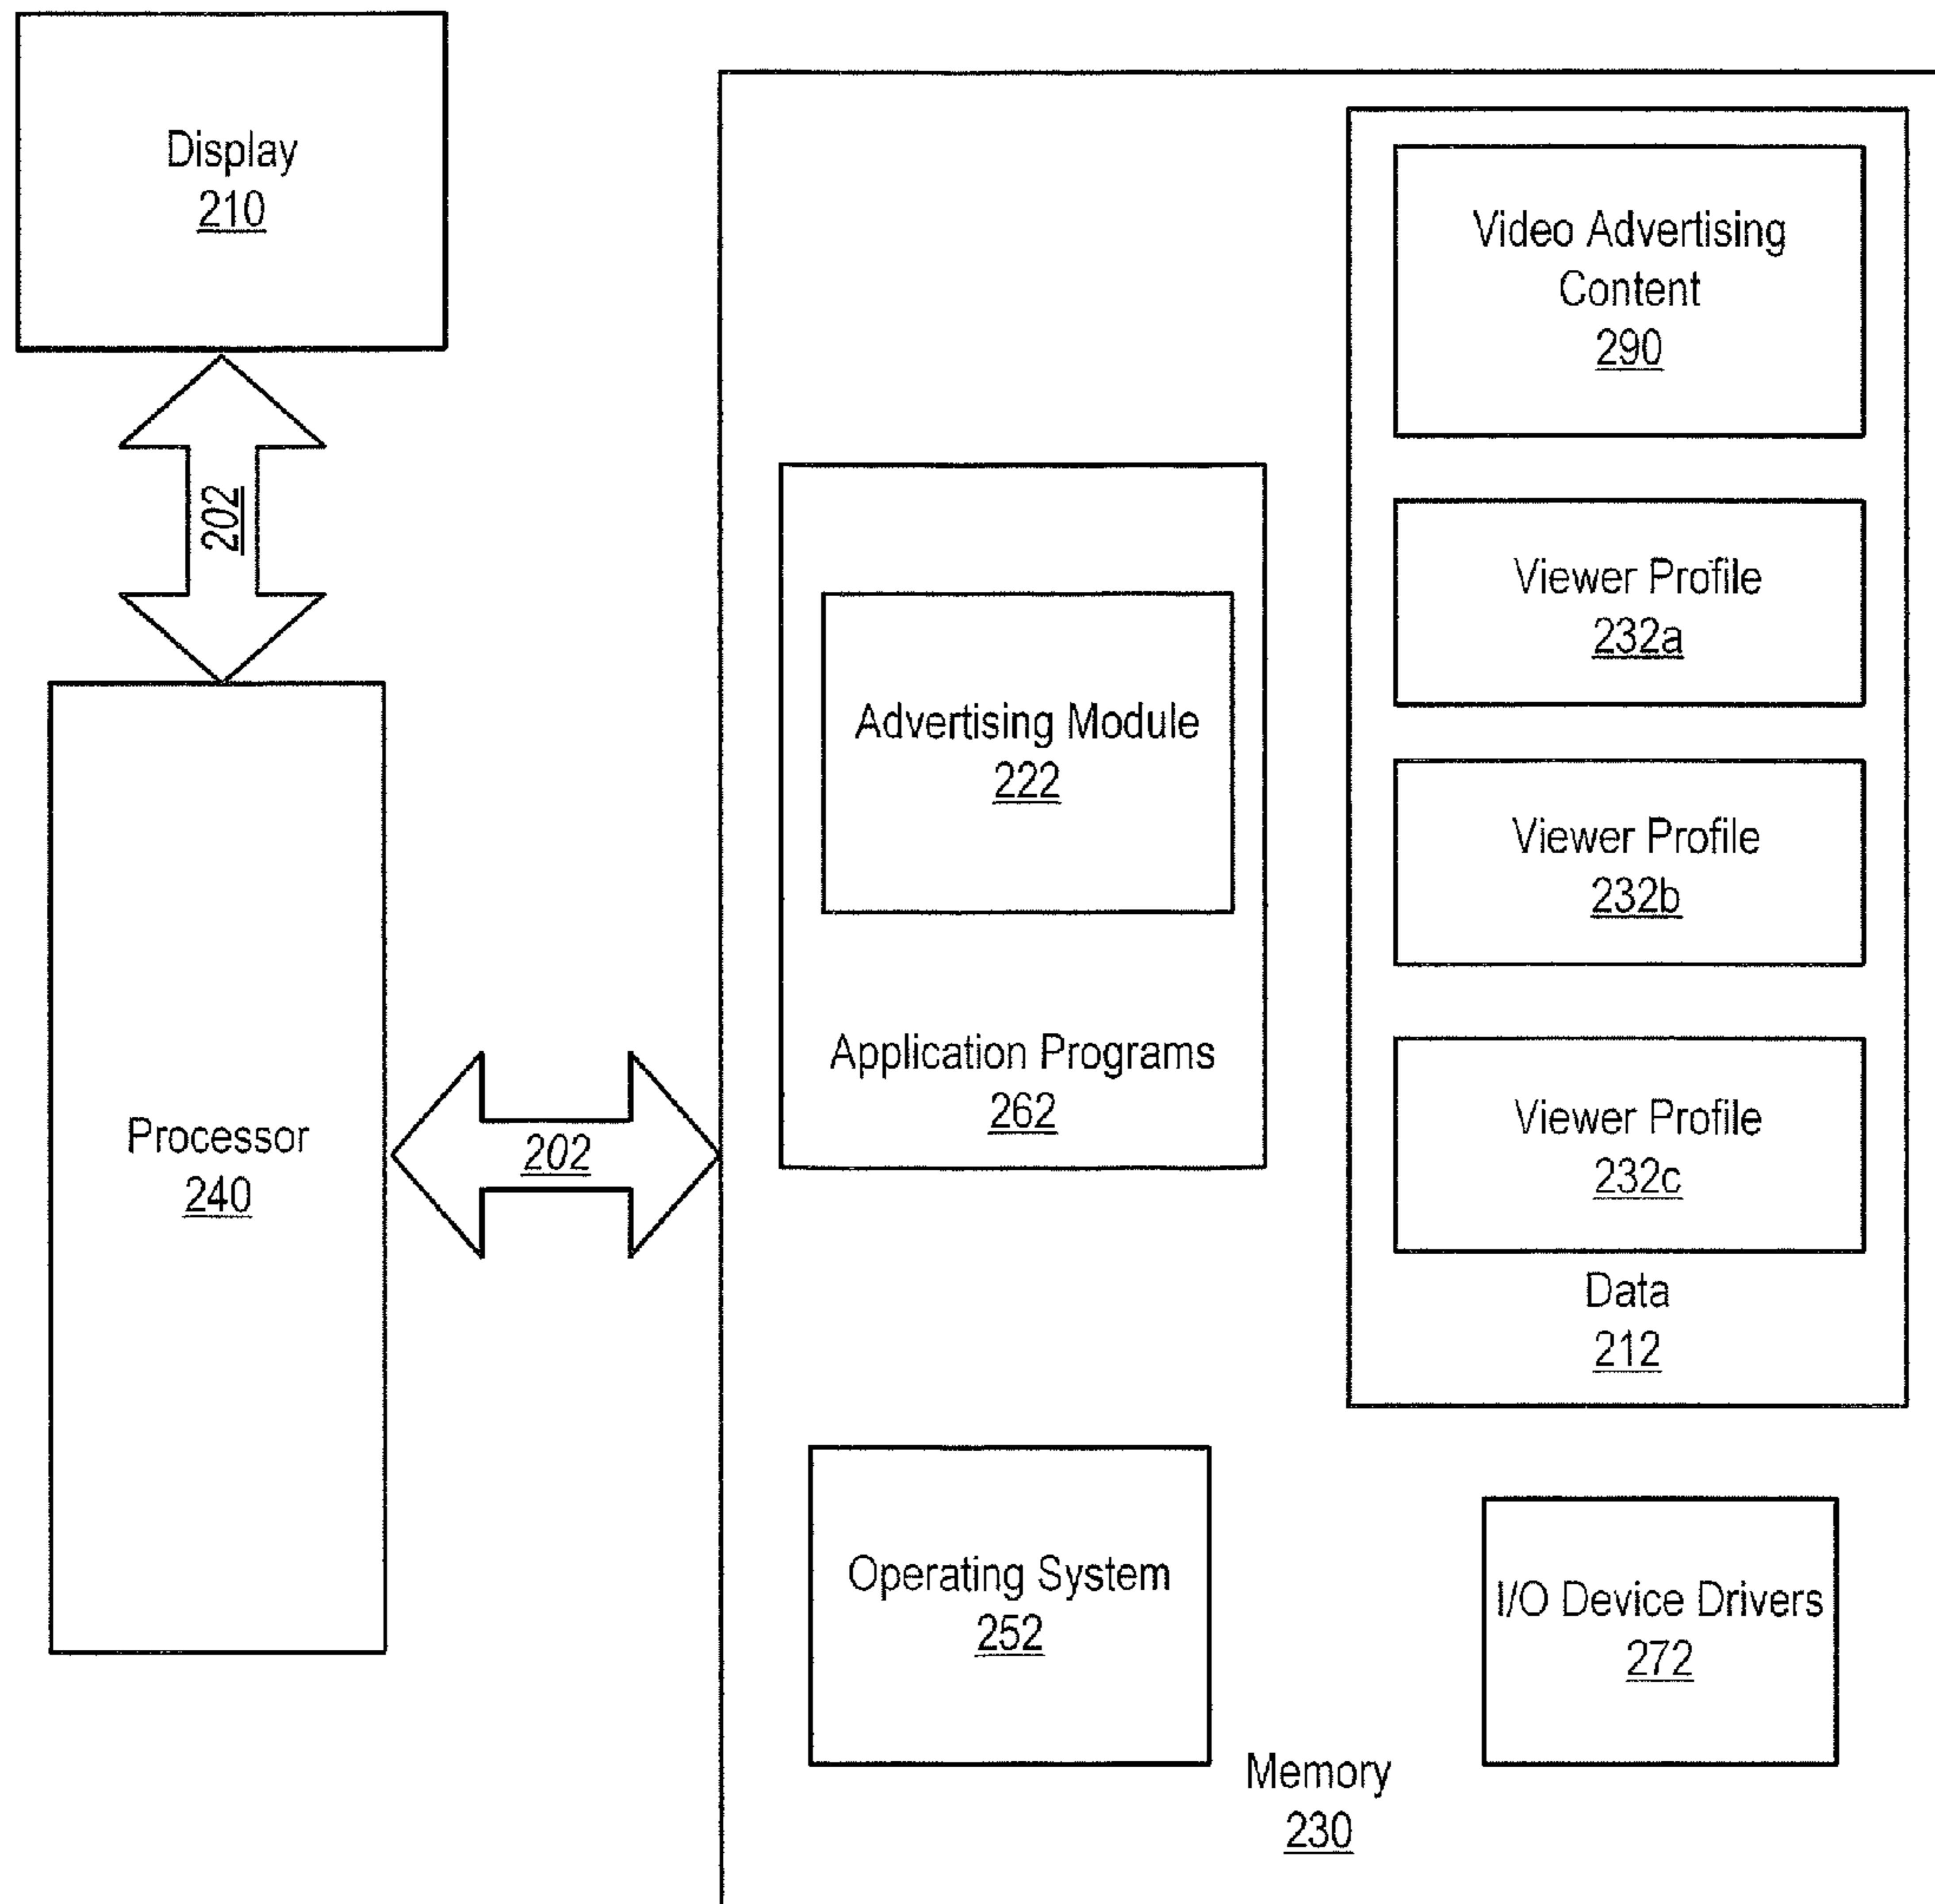 Display
210
202
Processor
240
202
Advertising Module
222
Application Programs
262
Video Advertising
Content
290
Viewer Profile
232a
Viewer Profile
232b
Viewer Profile
232c
Data
212
Operating System
252
I/O Device Drivers
272
Memory
230